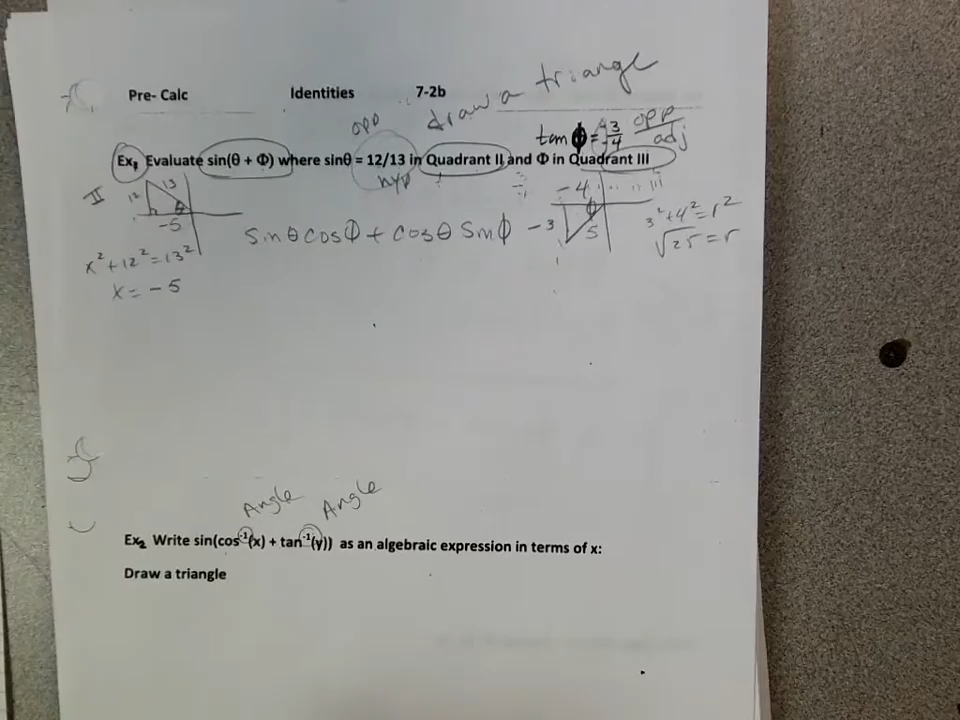 Pre- Calc Identities 7-2b
draw a triange
opp
tan Φ = -3/-4 opp/adj
Ex1 Evaluate sin(θ + Φ) where sinθ = 12/13 in Quadrant II and Φ in Quadrant III
hyp
II 12 13 θ -5
-4 III Φ -3 5
3²+4²=r²
√25=r
sinθcosΦ + cosθ SinΦ
x²+12²=13²
x = -5
Angle Angle
Ex2 Write sin(cos⁻¹(x) + tan⁻¹(y)) as an algebraic expression in terms of x:
Draw a triangle